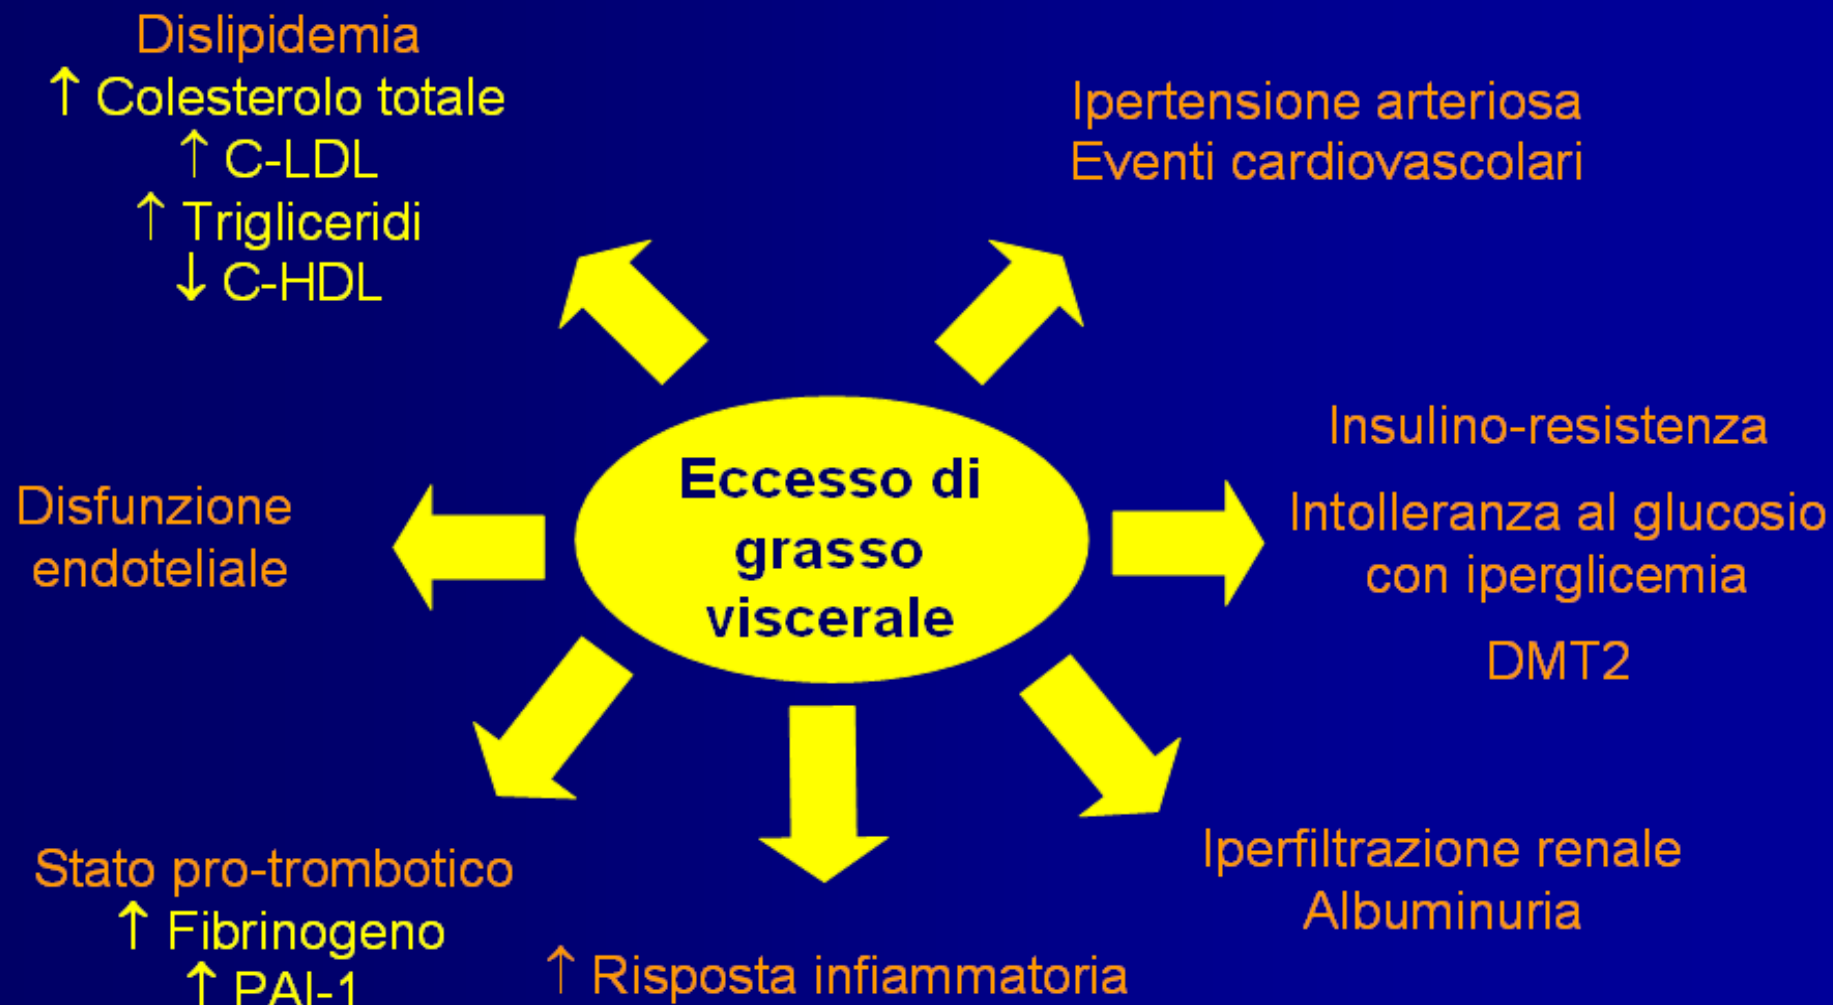 Dislipidemia
↑ Colesterolo totale
↑ C-LDL
↑ Trigliceridi
↓ C-HDL
Ipertensione arteriosa
Eventi cardiovascolari
Disfunzione
endoteliale
Eccesso di
grasso
viscerale
Insulino-resistenza
Intolleranza al glucosio
con iperglicemia
DMT2
Stato pro-trombotico
↑ Fibrinogeno
↑ PAI-1
↑ Risposta infiammatoria
Iperfiltrazione renale
Albuminuria